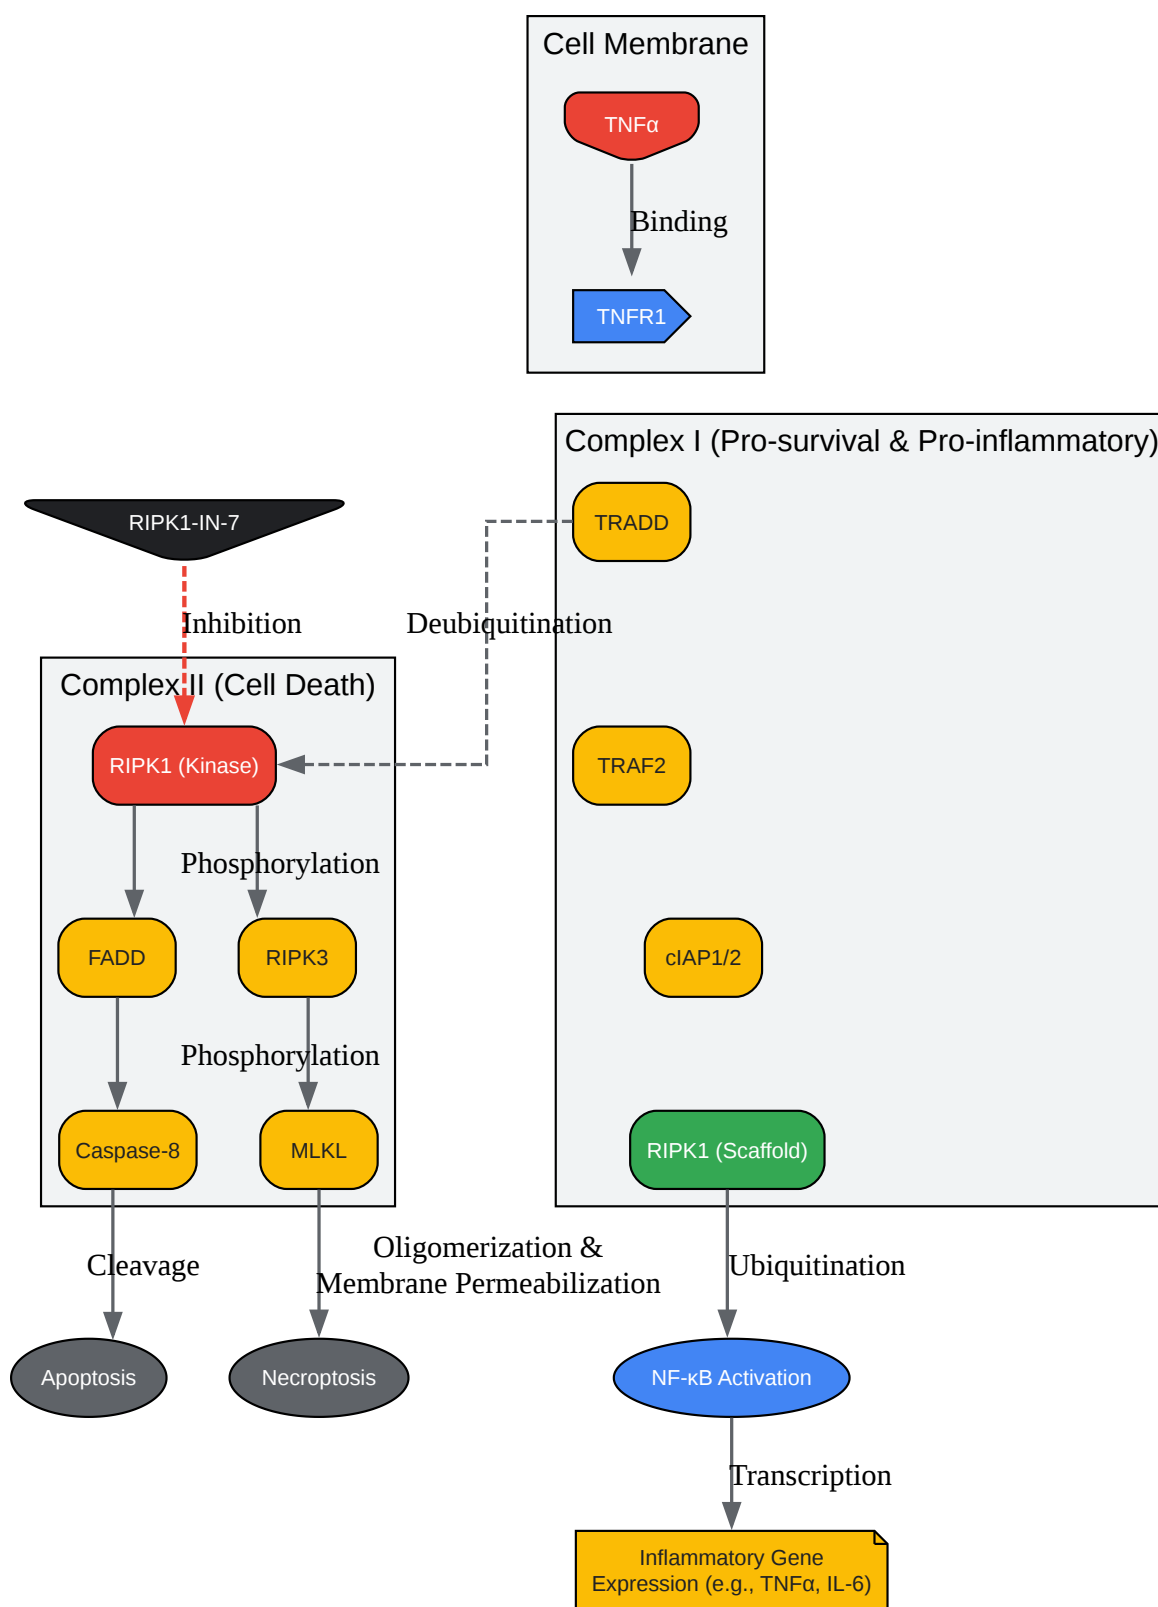 Cell Membrane
TNFα
Binding
TNFR1
Complex I (Pro-survival & Pro-inflammatory)
RIPK1-IN-7
TRADD
Inhibition
Deubiquitination
Complex II (Cell Death)
RIPK1 (Kinase)
TRAF2
Phosphorylation
FADD
RIPK3
cIAP1/2
Phosphorylation
Caspase-8
MLKL
RIPK1 (Scaffold)
Cleavage
Oligomerization &
Membrane Permeabilization
Ubiquitination
Apoptosis
Necroptosis
NF-κB Activation
Transcription
Inflammatory Gene
Expression (e.g., TNFα, IL-6)